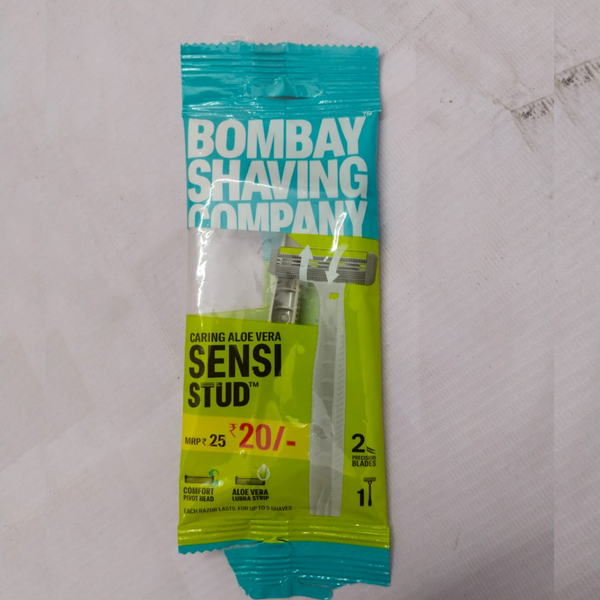 BOMBAY
SHAVING
COMPANY
CARING ALOE VERA
SENSI
STUD™
MRP ₹ 25 ₹20/-
2
PRECISION
BLADES
COMFORT
PIVOT HEAD
ALOE VERA
LUBRA STRIP
1
EACH RAZOR LASTS FOR UP TO 5 SHAVES